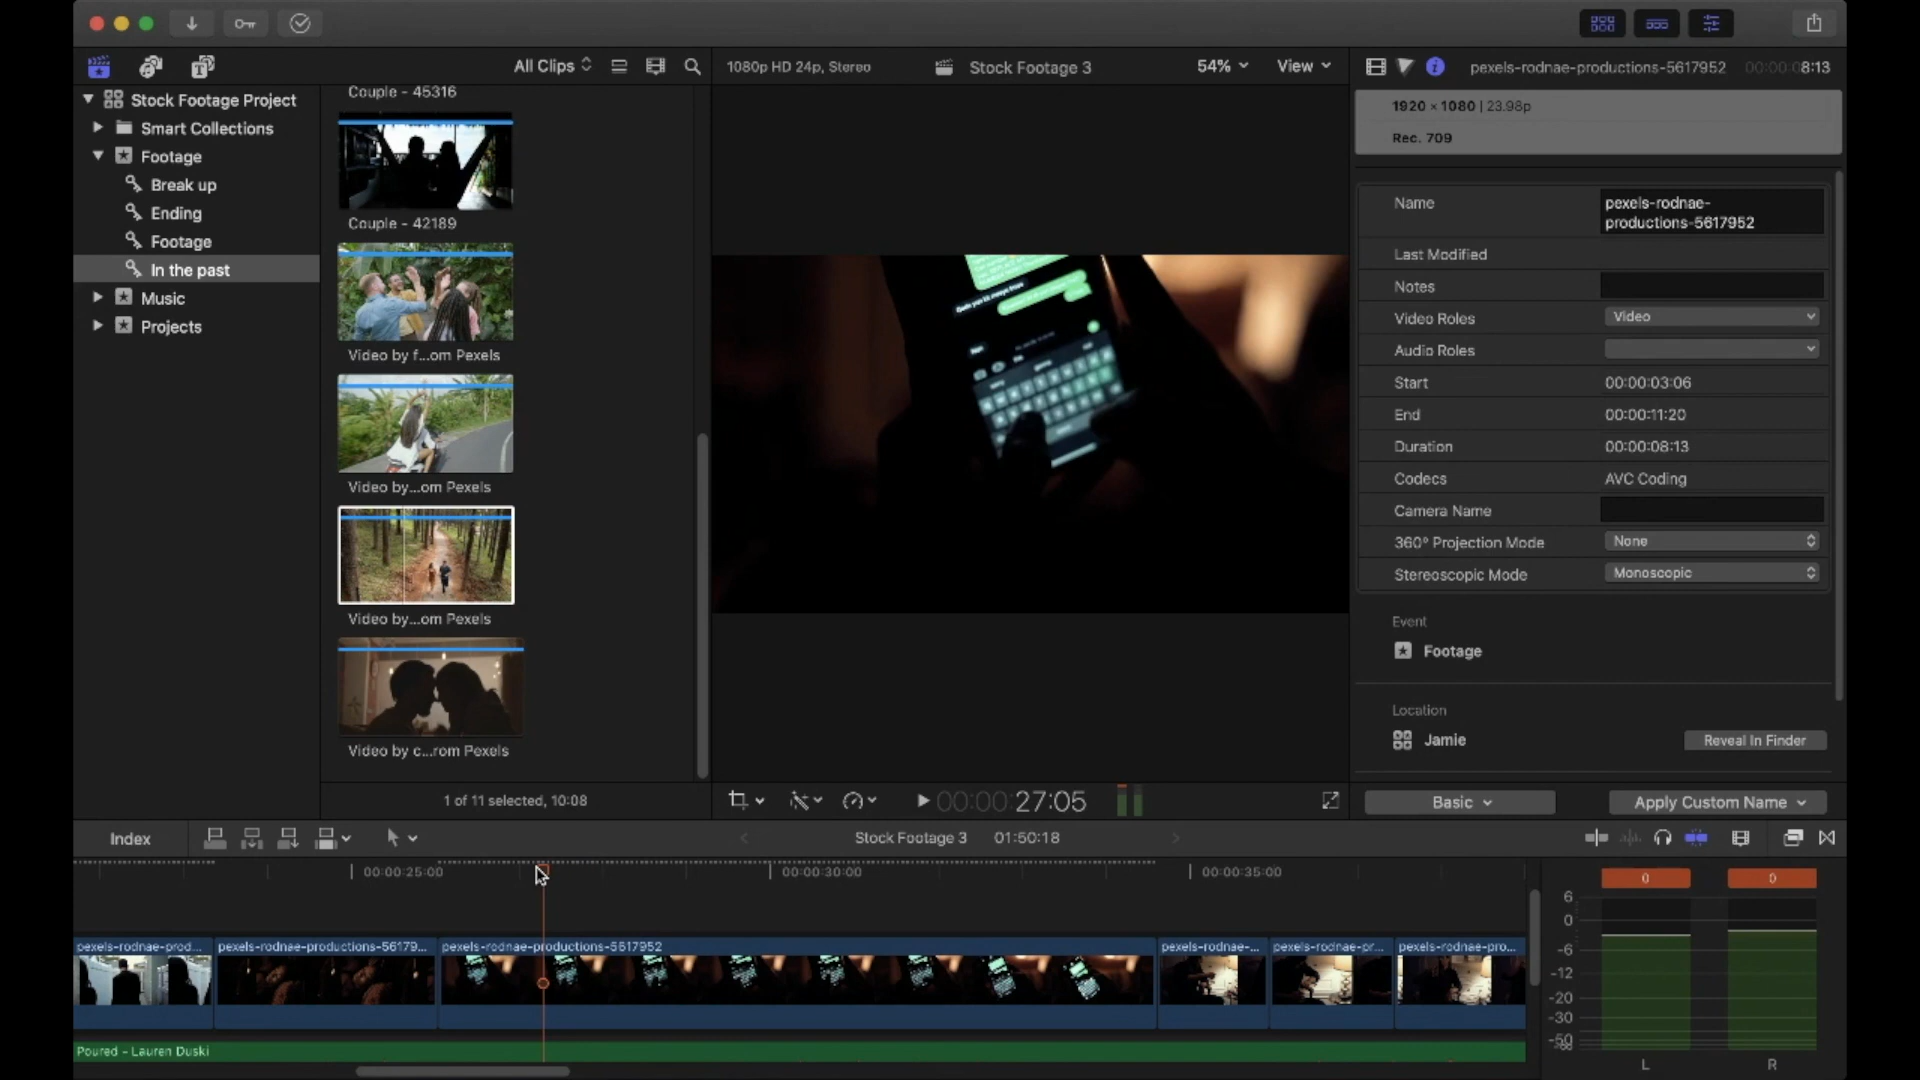 All Clips
1080p HD 24p, Stereo
Stock Footage 3
54%
View
pexels-rodnae-productions-5617952
00:00:08:13
Stock Footage Project
Smart Collections
Footage
Break up
Ending
Footage
In the past
Music
Projects
Couple - 45316
Couple - 42189
Video by f...om Pexels
Video by...om Pexels
Video by...om Pexels
Video by c...rom Pexels
1 of 11 selected, 10:08
00:00:27:05
1920 × 1080 | 23.98p
Rec. 709
Name
pexels-rodnae-
productions-5617952
Last Modified
Notes
Video Roles
Video
Audio Roles
Start
00:00:03:06
End
00:00:11:20
Duration
00:00:08:13
Codecs
AVC Coding
Camera Name
360° Projection Mode
None
Stereoscopic Mode
Monoscopic
Event
Footage
Location
Jamie
Reveal In Finder
Basic
Apply Custom Name
Index
Stock Footage 3
01:50:18
00:00:25:00
00:00:30:00
00:00:35:00
pexels-rodnae-prod...
pexels-rodnae-productions-56179...
pexels-rodnae-productions-5617952
pexels-rodnae-...
pexels-rodnae-pr...
pexels-rodnae-pro...
Poured - Lauren Duski
0
0
6
0
-6
-12
-20
-30
L
R